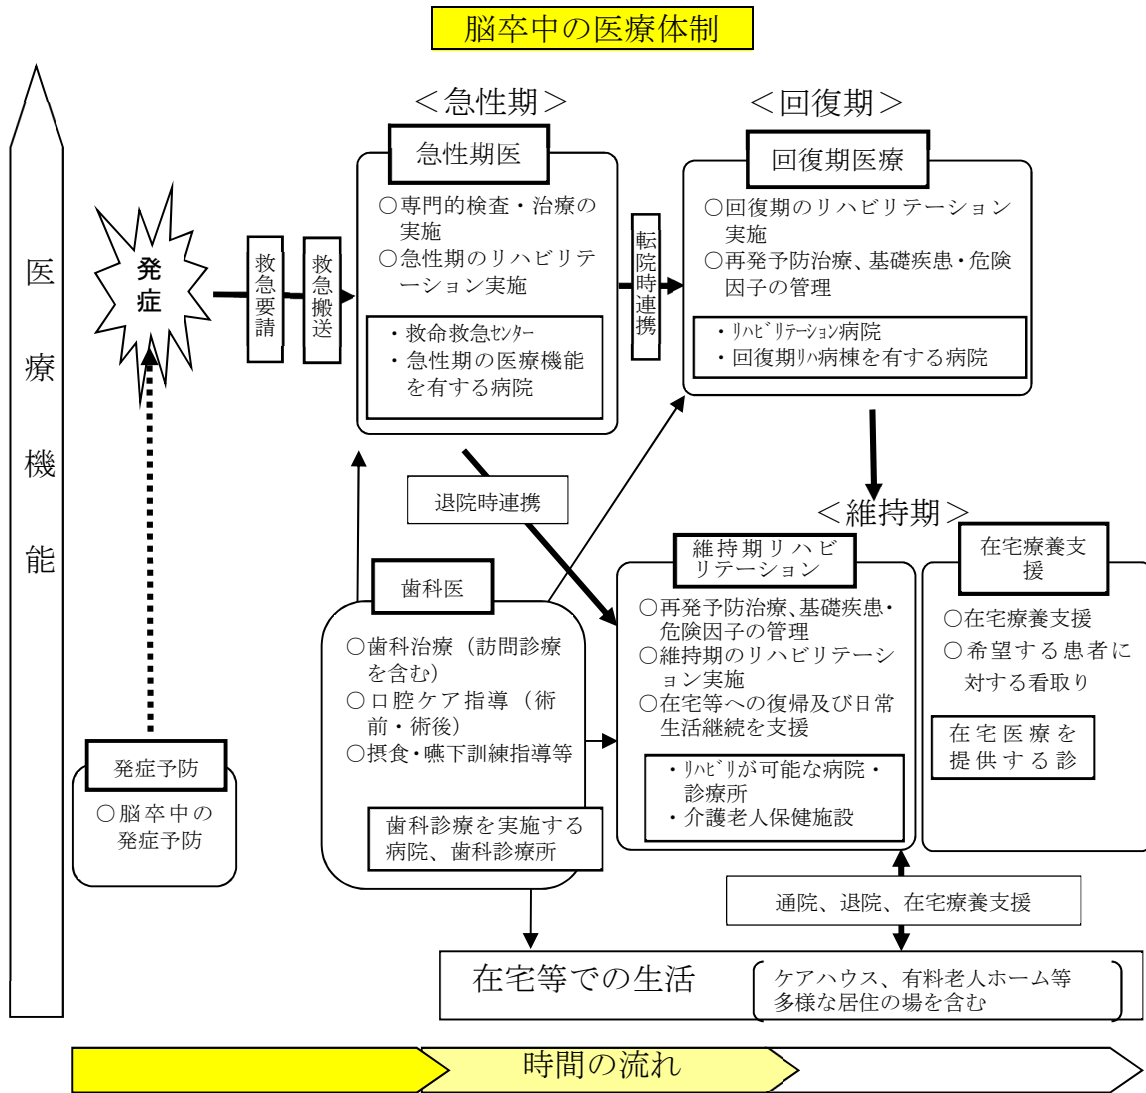 脳卒中の医療体制
医療機能
<急性期>
<回復期>
急性期医
○専門的検査・治療の
実施
○急性期のリハビリテ
ーション実施
・救命救急ｾﾝﾀｰ
・急性期の医療機能
を有する病院
回復期医療
○回復期のリハビリテーション
実施
○再発予防治療、基礎疾患・危険
因子の管理
・ﾘﾊﾋﾞﾘﾃｰｼｮﾝ病院
・回復期ﾘﾊ病棟を有する病院
発症
救急要請
救急搬送
転院時連携
退院時連携
<維持期>
維持期リハビ
リテーション
○再発予防治療、基礎疾患・
危険因子の管理
○維持期のリハビリテーシ
ョン実施
○在宅等への復帰及び日常
生活継続を支援
・ﾘﾊﾋﾞﾘが可能な病院・
診療所
・介護老人保健施設
在宅療養支
援
○在宅療養支援
○希望する患者に
対する看取り
在宅医療を
提供する診
歯科医
○歯科治療（訪問診療
を含む）
○口腔ケア指導（術
前・術後）
○摂食・嚥下訓練指導等
歯科診療を実施する
病院、歯科診療所
発症予防
○脳卒中の
発症予防
通院、退院、在宅療養支援
在宅等での生活
ケアハウス、有料老人ホーム等
多様な居住の場を含む
時間の流れ